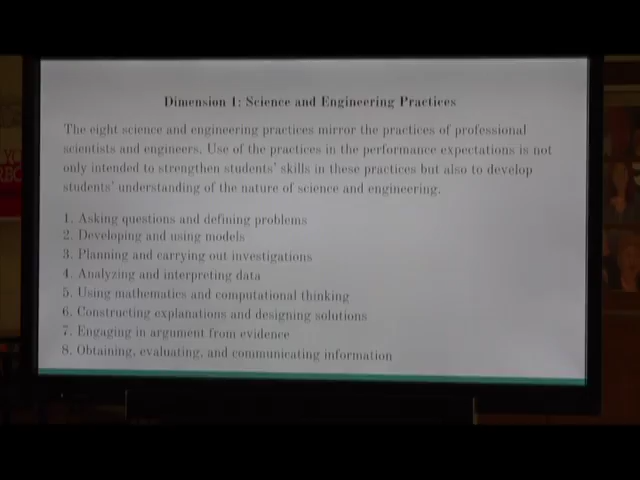 Dimension 1: Science and Engineering Practices
The eight science and engineering practices mirror the practices of professional
scientists and engineers. Use of the practices in the performance expectations is not
only intended to strengthen students' skills in these practices but also to develop
students' understanding of the nature of science and engineering.
1. Asking questions and defining problems
2. Developing and using models
3. Planning and carrying out investigations
4. Analyzing and interpreting data
5. Using mathematics and computational thinking
6. Constructing explanations and designing solutions
7. Engaging in argument from evidence
8. Obtaining, evaluating, and communicating information